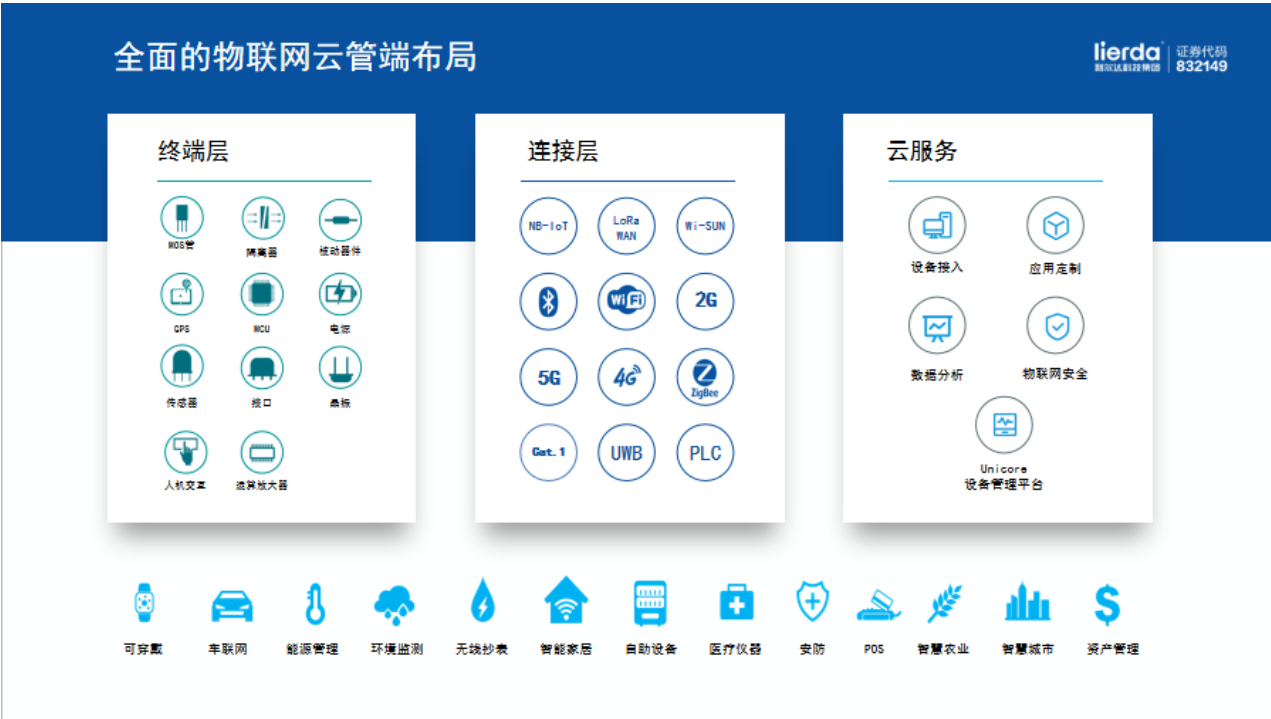 全面的物联网云管端布局
lierda
利尔达科技集团
证券代码
832149
终端层
MOS管
隔离器
被动器件
GPS
MCU
电源
传感器
接口
晶振
人机交互
运算放大器
连接层
NB-IoT
LoRa
WAN
Wi-SUN
WiFi
2G
5G
4G
ZigBee
Cat.1
UWB
PLC
云服务
设备接入
应用定制
数据分析
物联网安全
Unicore
设备管理平台
可穿戴
车联网
能源管理
环境监测
无线抄表
智能家居
自助设备
医疗仪器
安防
POS
智慧农业
智慧城市
资产管理